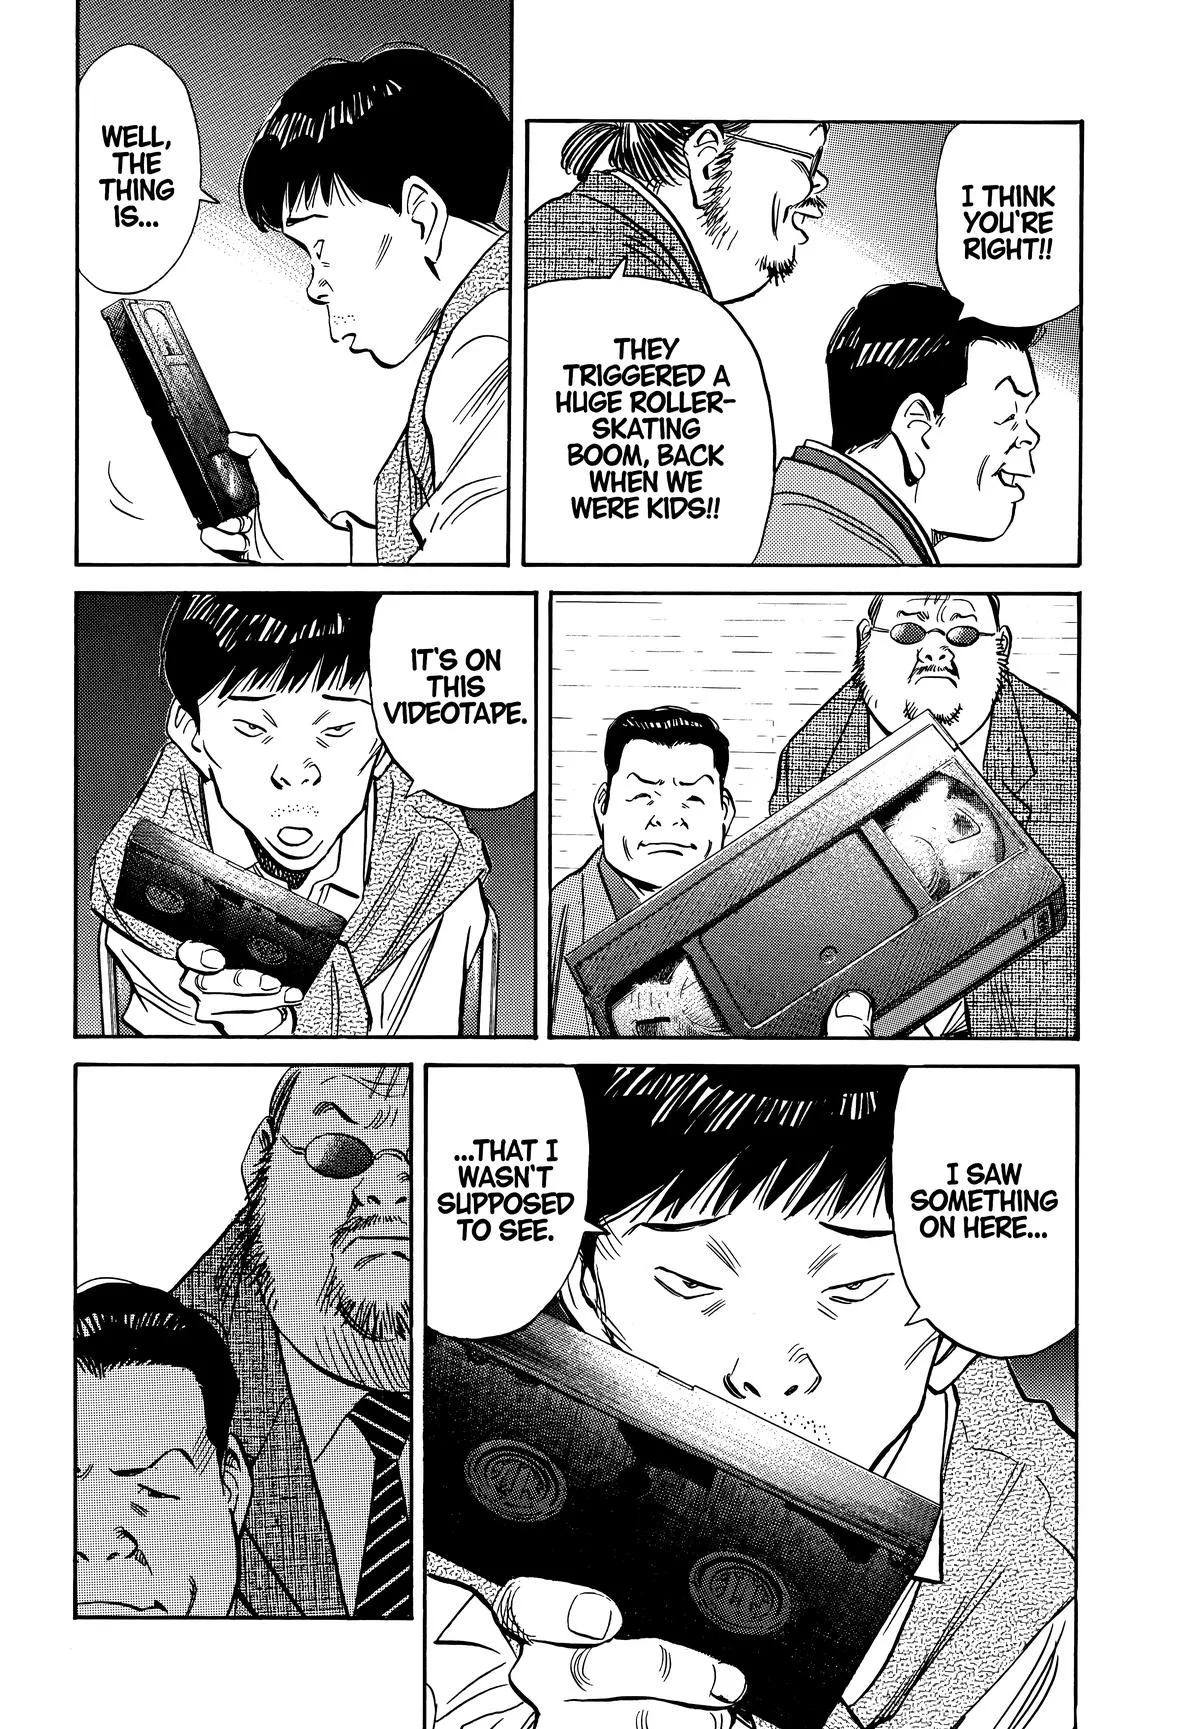 I THINK
YOU'RE
RIGHT!!
THEY
TRIGGERED A
HUGE ROLLER-
SKATING
BOOM, BACK
WHEN WE
WERE KIDS!!
WELL,
THE
THING
IS...
IT'S ON
THIS
VIDEOTAPE.
I SAW
SOMETHING
ON HERE...
...THAT I
WASN'T
SUPPOSED
TO SEE.